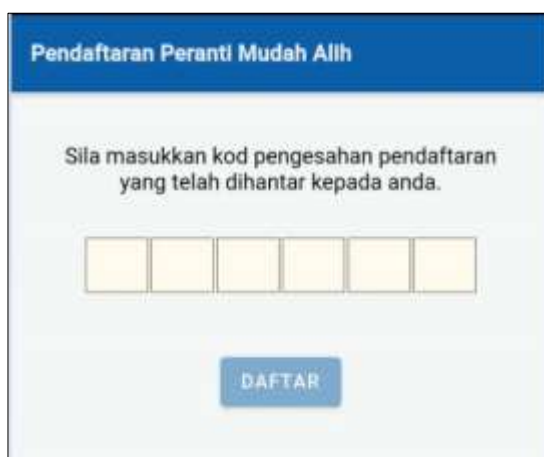 Pendaftaran Peranti Mudah Alih
Sila masukkan kod pengesahan pendaftaran
yang telah dihantar kepada anda.
DAFTAR